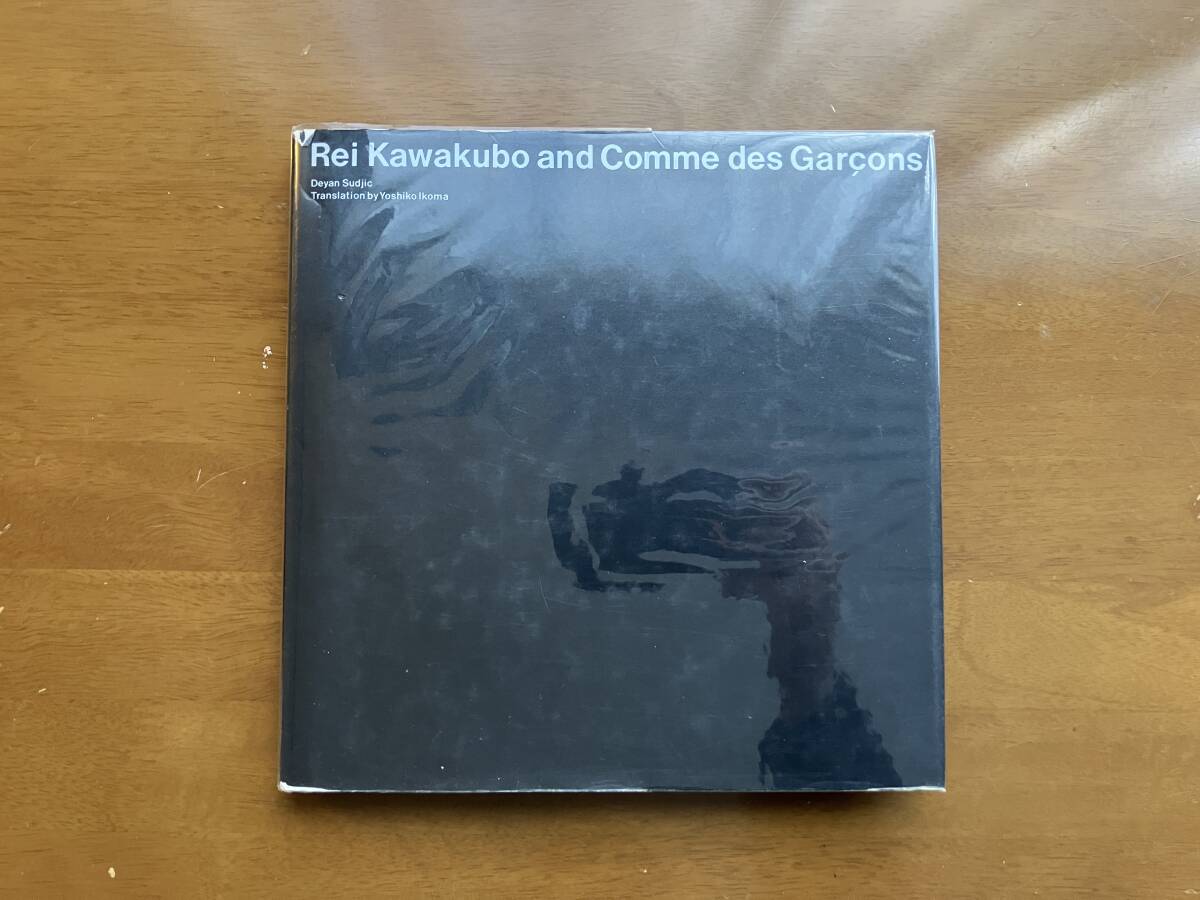 Rei Kawakubo and Comme des Garçons
Deyan Sudjic
Translation by Yoshiko Ikoma